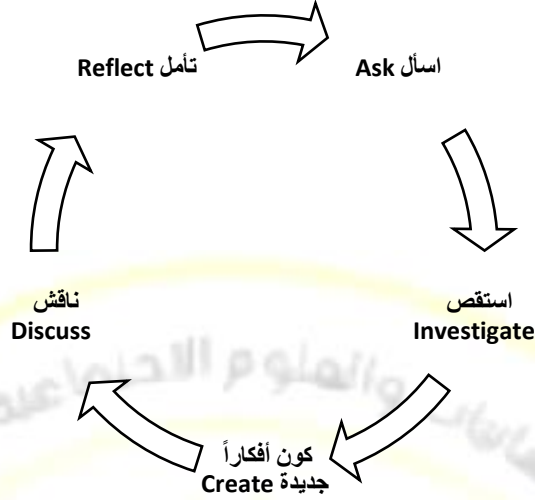 تأمل Reflect
اسأل Ask
استقص
Investigate
كون أفكاراً
جديدة Create
ناقش
Discuss